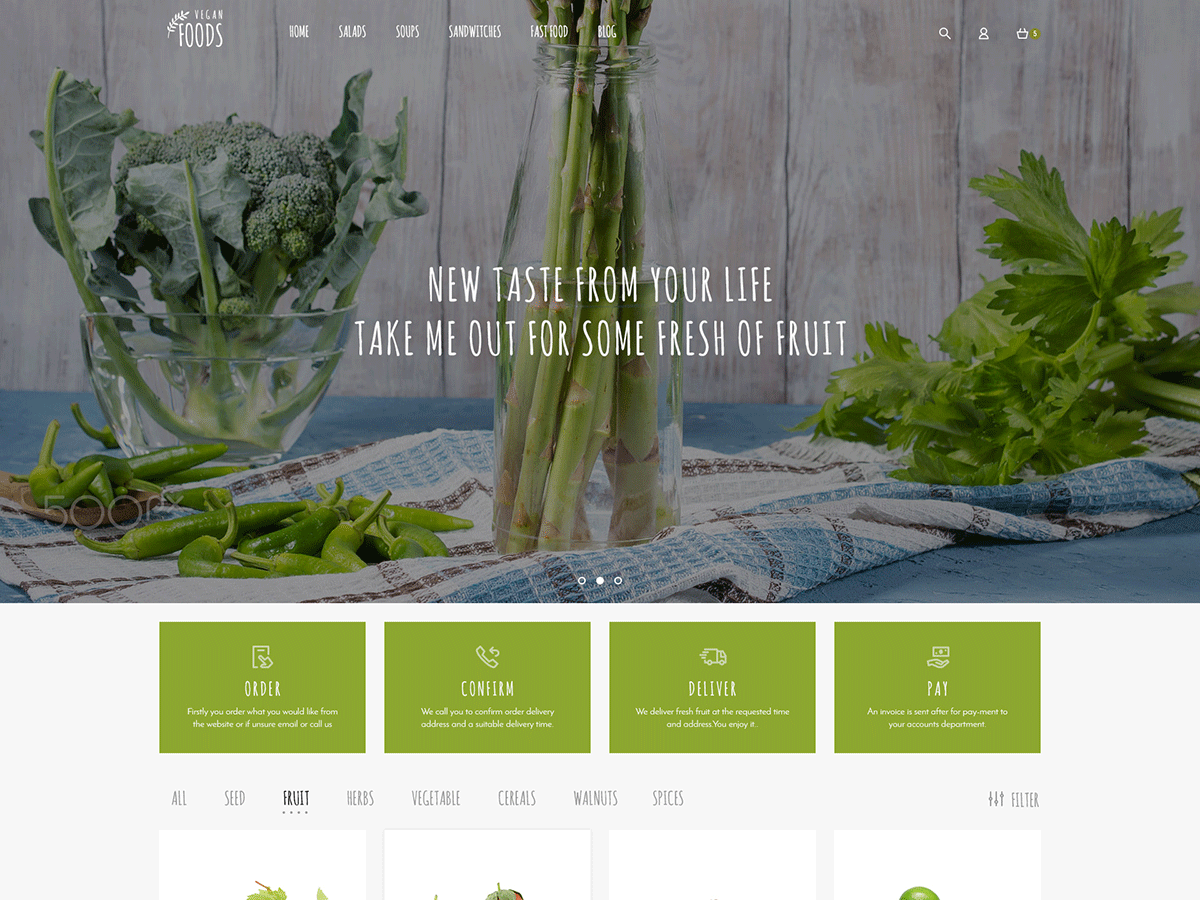 VEGAN
FOODS
HOME SALADS SOUPS SANDWITCHES FAST FOOD BLOG
5
NEW TASTE FROM YOUR LIFE
TAKE ME OUT FOR SOME FRESH OF FRUIT
500px
ORDER
Firstly you order what you would like from
the website or if unsure email or call us
CONFIRM
We call you to confirm order delivery
address and a suitable delivery time.
DELIVER
We deliver fresh fruit at the requested time
and address.You enjoy it..
PAY
An invoice is sent after for pay-ment to
your accounts department.
ALL SEED FRUIT HERBS VEGETABLE CEREALS WALNUTS SPICES FILTER